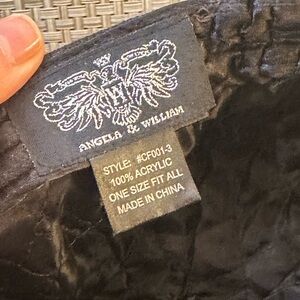 ANGELA & WILLIAM
STYLE: #CF001-3
100% ACRYLIC
ONE SIZE FIT ALL
MADE IN CHINA